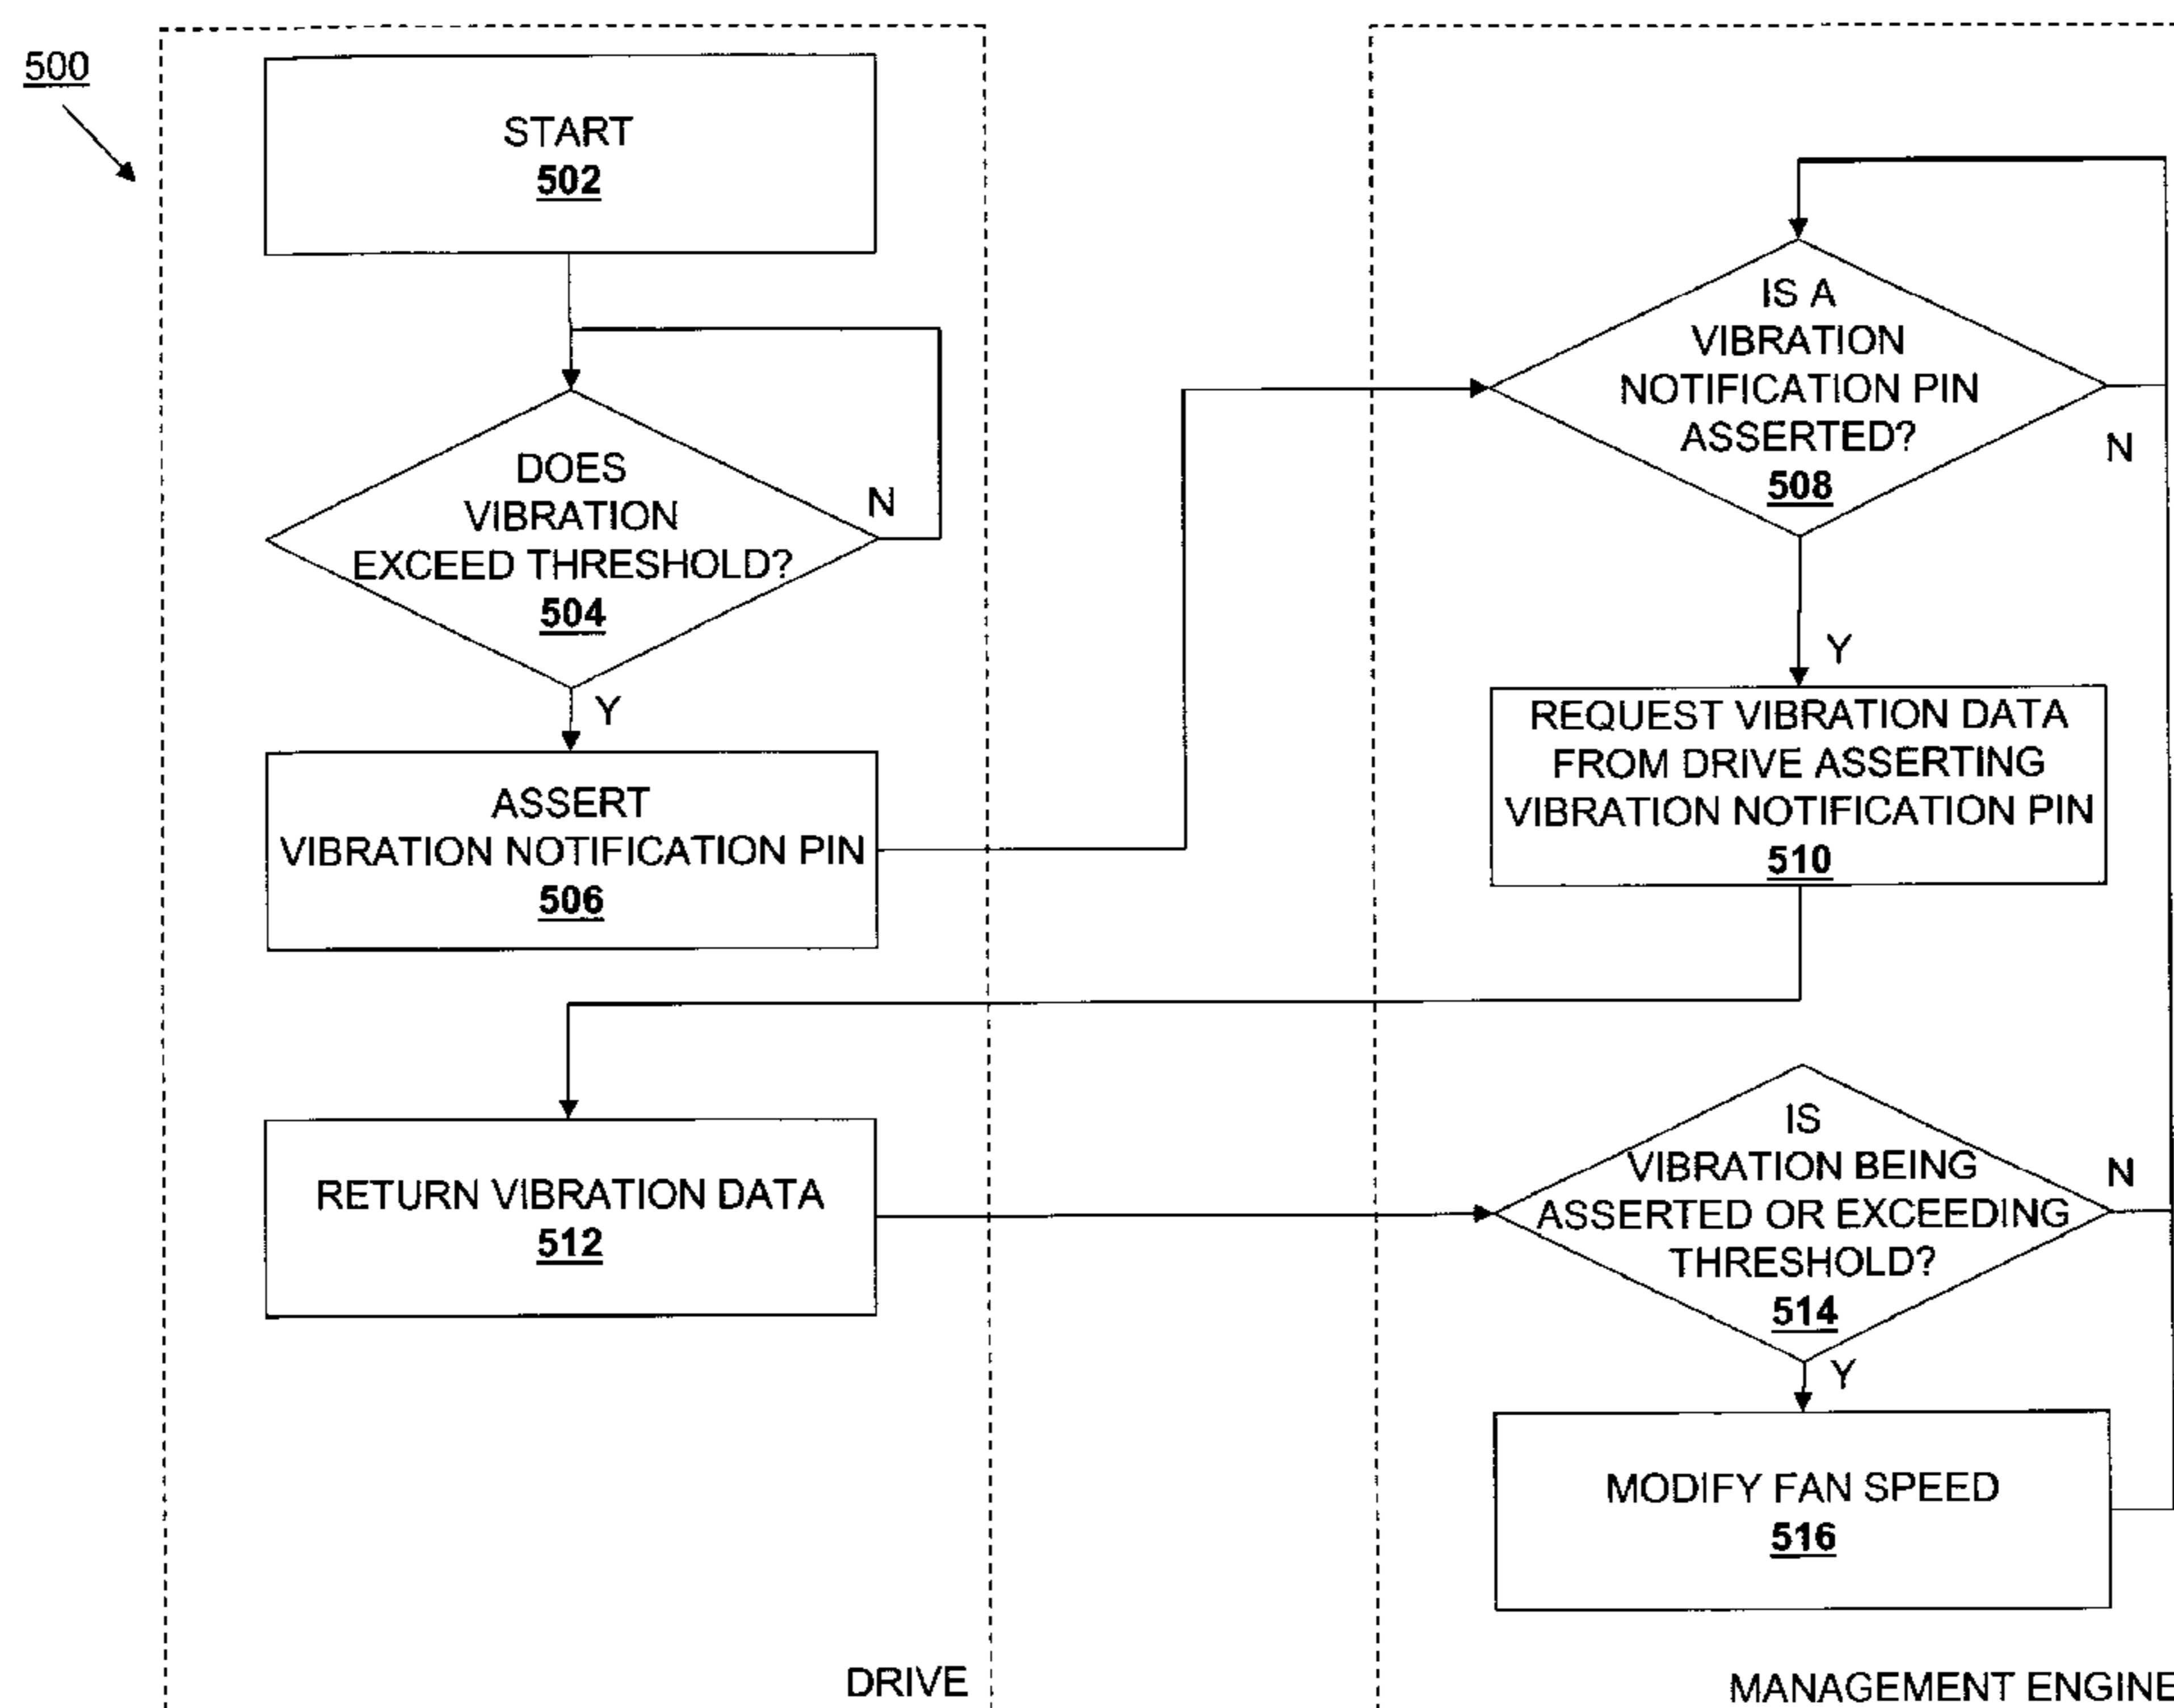 500
START
502
DOES
VIBRATION
EXCEED THRESHOLD?
504
N
Y
ASSERT
VIBRATION NOTIFICATION PIN
506
IS A
VIBRATION
NOTIFICATION PIN
ASSERTED?
508
N
Y
REQUEST VIBRATION DATA
FROM DRIVE ASSERTING
VIBRATION NOTIFICATION PIN
510
RETURN VIBRATION DATA
512
IS
VIBRATION BEING
ASSERTED OR EXCEEDING
THRESHOLD?
514
N
Y
MODIFY FAN SPEED
516
DRIVE
MANAGEMENT ENGINE